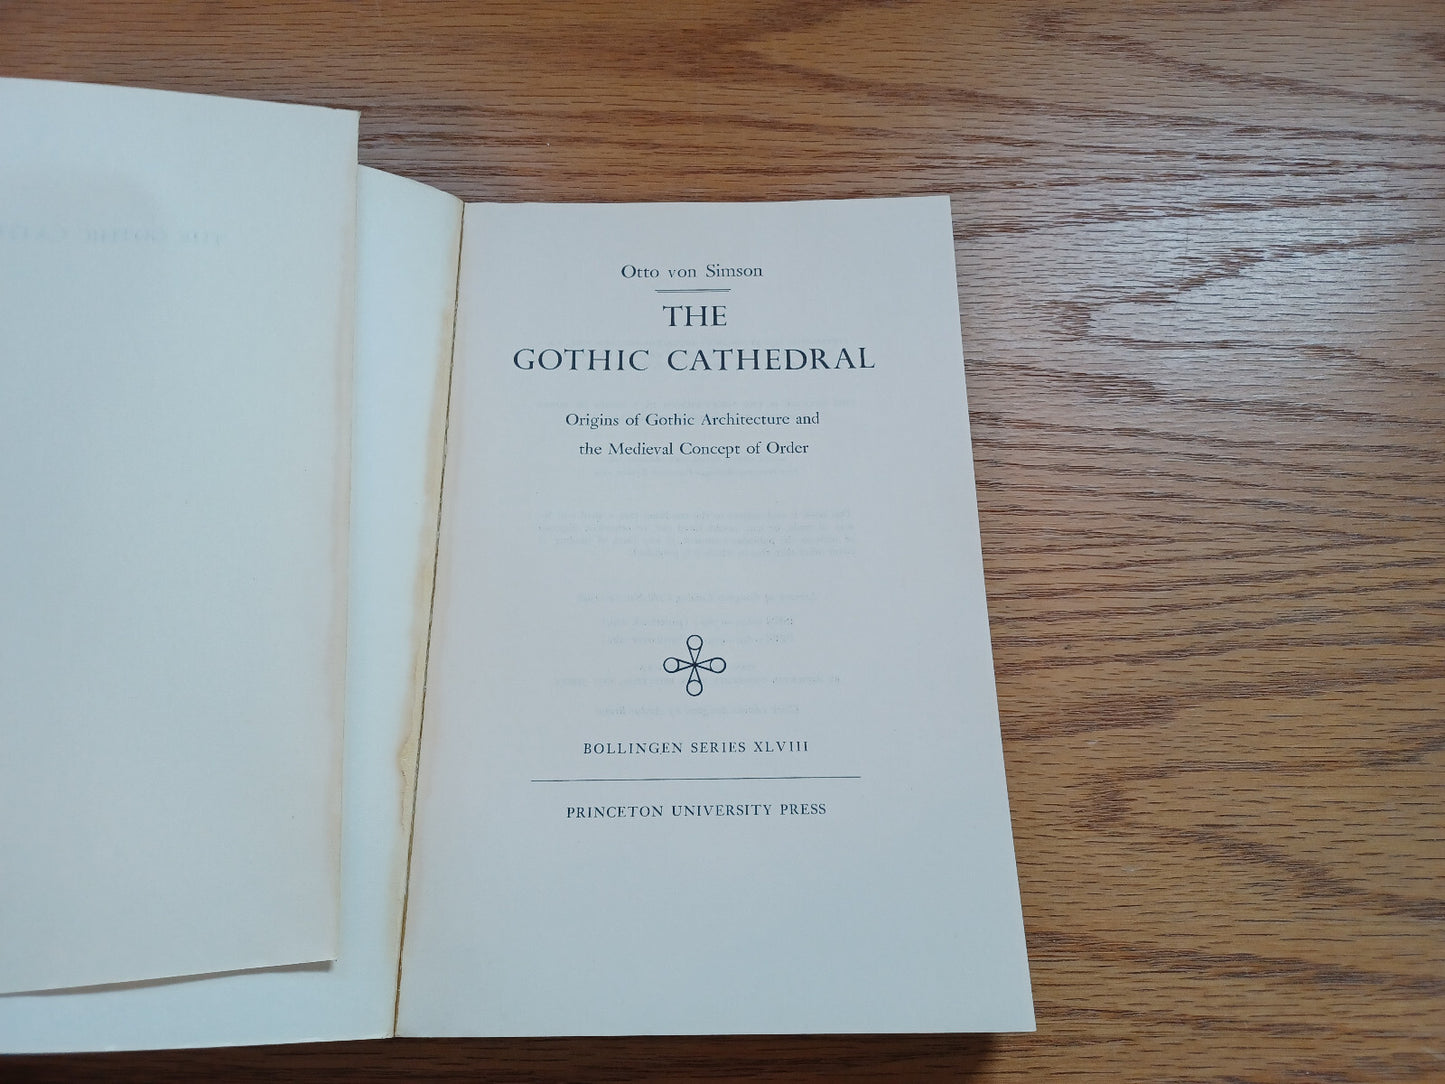 Otto von Simson
THE
GOTHIC CATHEDRAL
Origins of Gothic Architecture and
the Medieval Concept of Order
BOLLINGEN SERIES XLVIII
PRINCETON UNIVERSITY PRESS